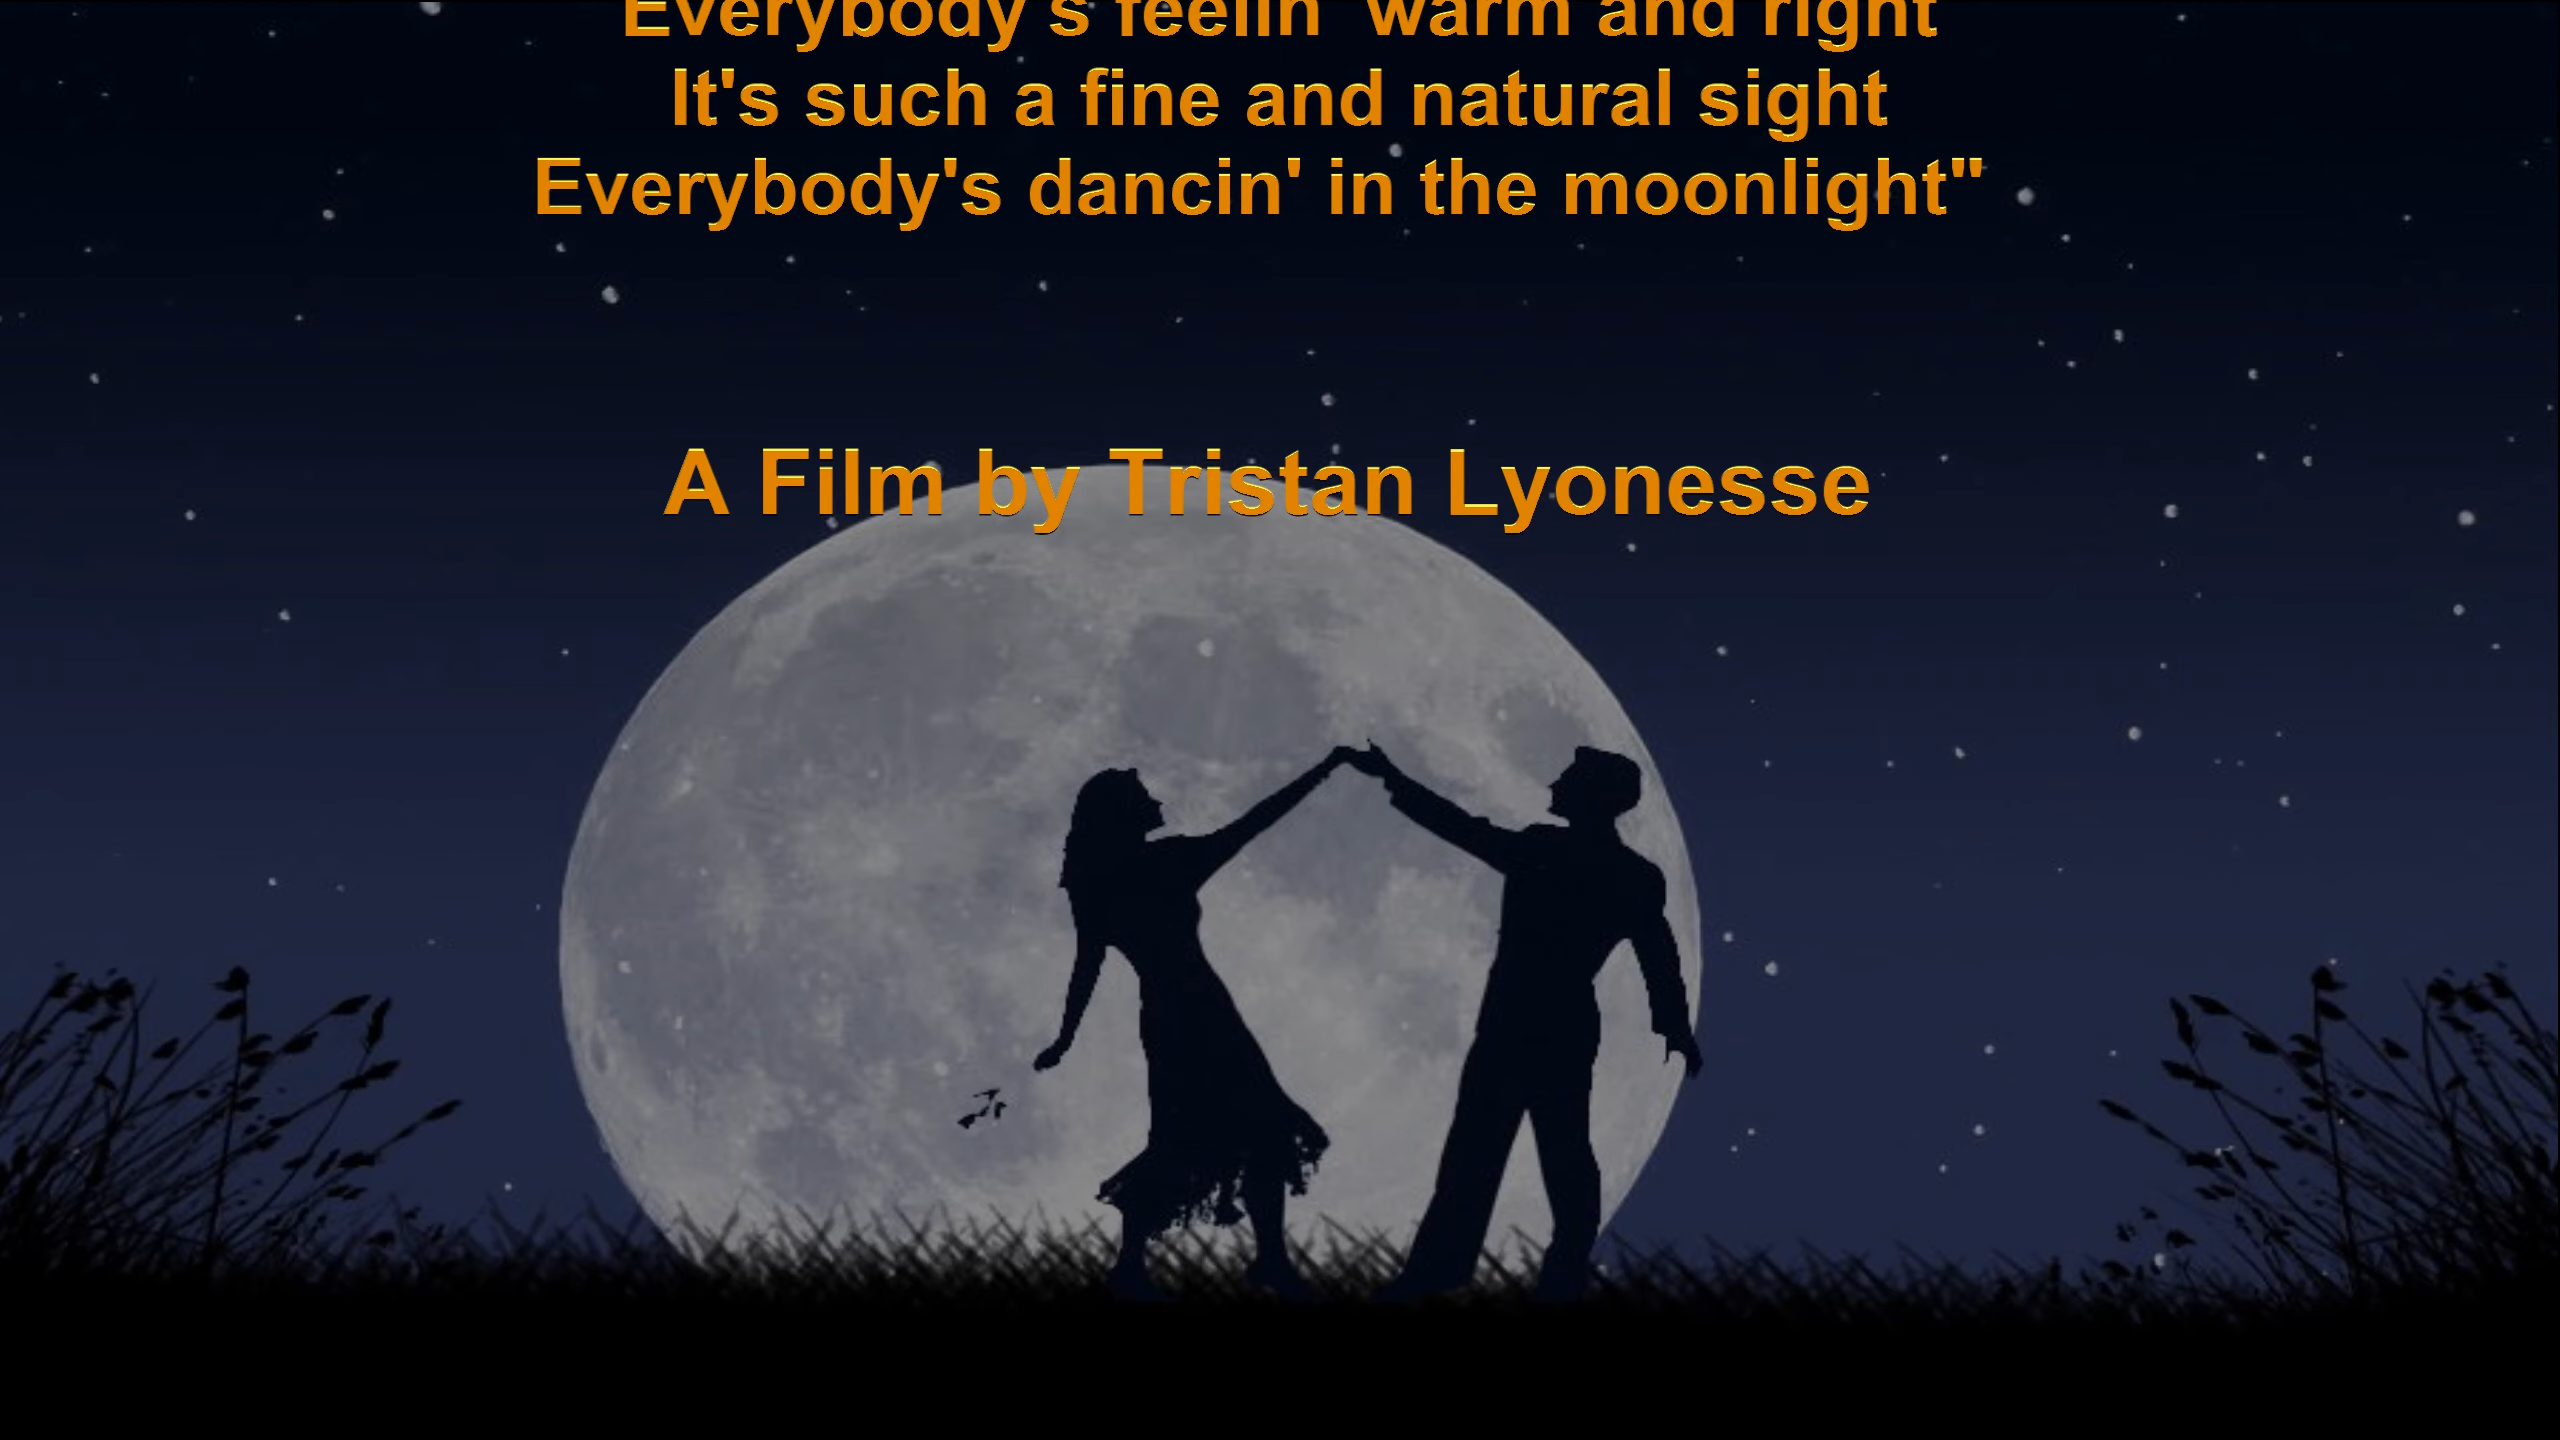 Everybody's feelin' warm and right
It's such a fine and natural sight
Everybody's dancin' in the moonlight"
A Film by Tristan Lyonesse